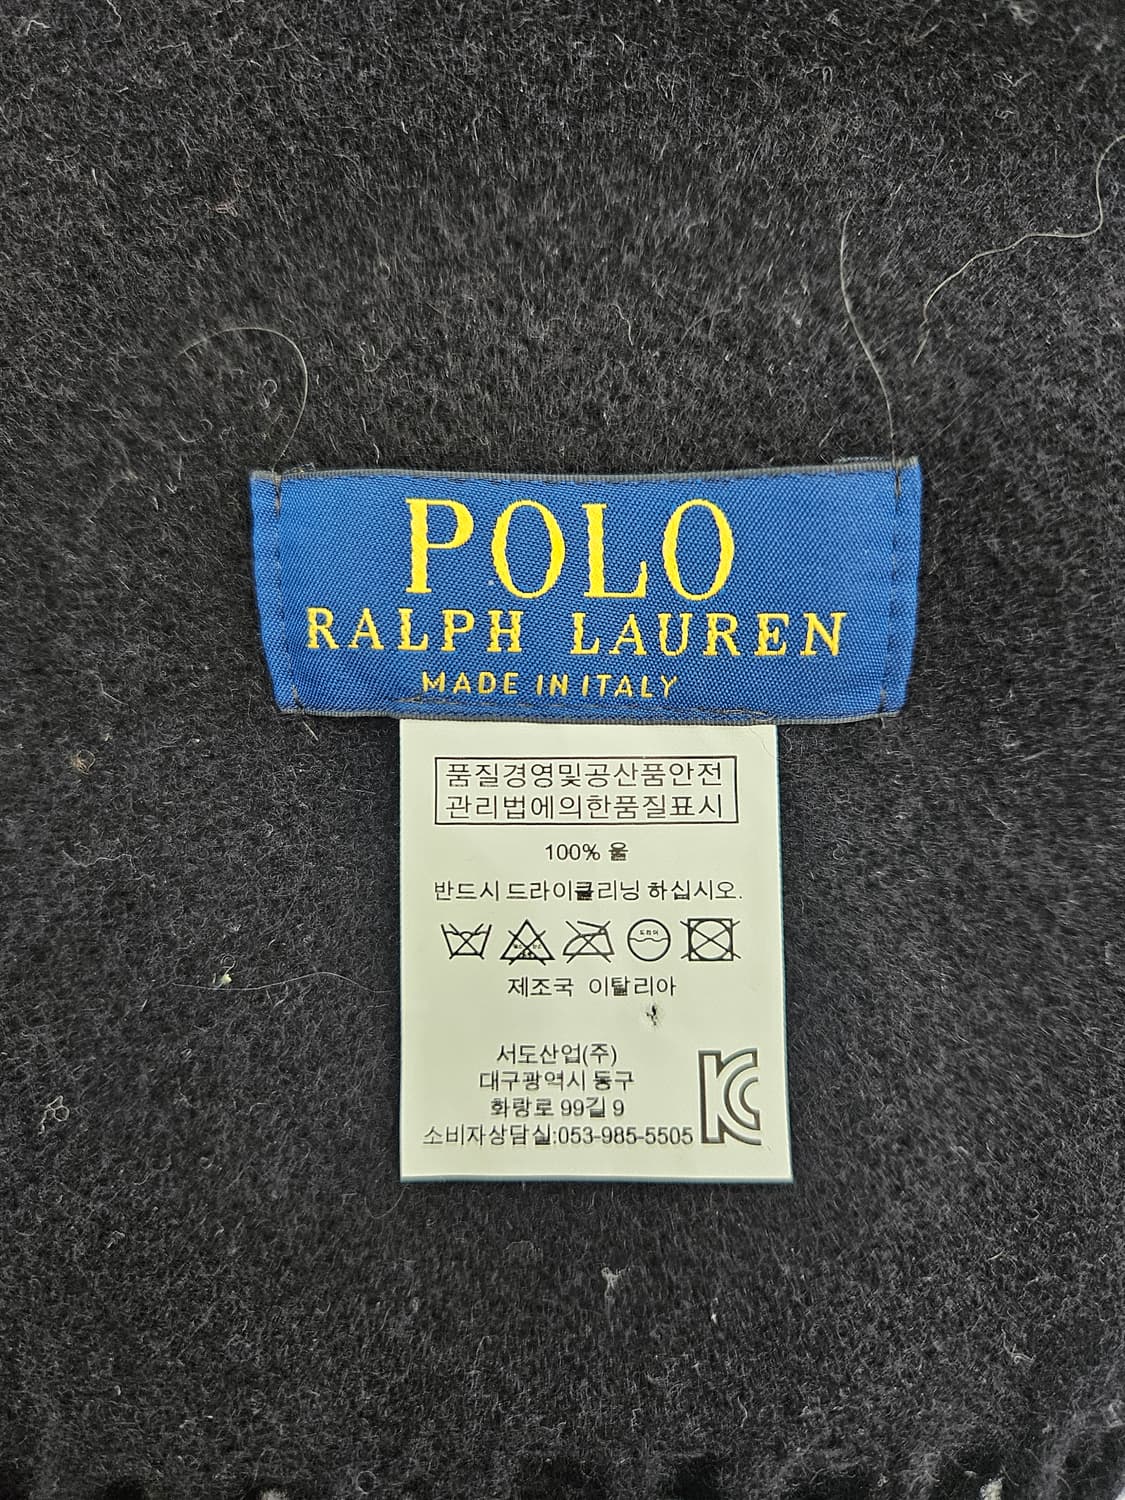 POLO
RALPH LAUREN
MADE IN ITALY
품질경영및공산품안전
관리법에의한품질표시
100% 울
반드시 드라이클리닝 하십시오.
드라이
제조국 이탈리아
서도산업(주)
대구광역시 동구
화랑로 99길 9
소비자상담실:053-985-5505